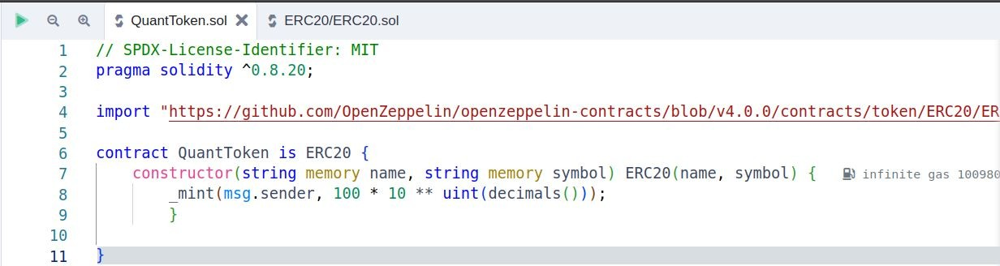 QuantToken.sol ERC20/ERC20.sol
1 // SPDX-License-Identifier: MIT
2 pragma solidity ^0.8.20;
3
4 import "https://github.com/OpenZeppelin/openzeppelin-contracts/blob/v4.0.0/contracts/token/ERC20/ER
5
6 contract QuantToken is ERC20 {
7 constructor(string memory name, string memory symbol) ERC20(name, symbol) { infinite gas 100980
8 _mint(msg.sender, 100 * 10 ** uint(decimals()));
9 }
10
11 }